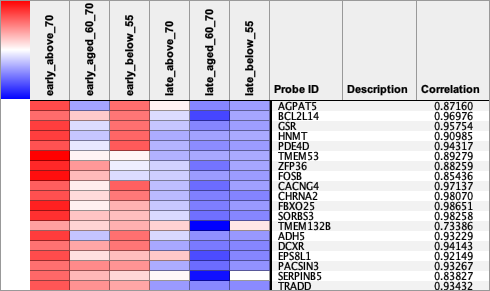 early_above_70
early_aged_60_70
early_below_55
late_above_70
late_aged_60_70
late_below_55
Probe ID Description Correlation
AGPAT5 0.87160
BCL2L14 0.96976
GSR 0.95754
HNMT 0.90985
PDE4D 0.94317
TMEM53 0.89279
ZFP36 0.88259
FOSB 0.85436
CACNG4 0.97137
CHRNA2 0.98070
FBXO25 0.98651
SORBS3 0.98258
TMEM132B 0.73386
ADH5 0.93229
DCXR 0.94143
EPS8L1 0.92149
PACSIN3 0.93267
SERPINB5 0.83827
TRADD 0.93432